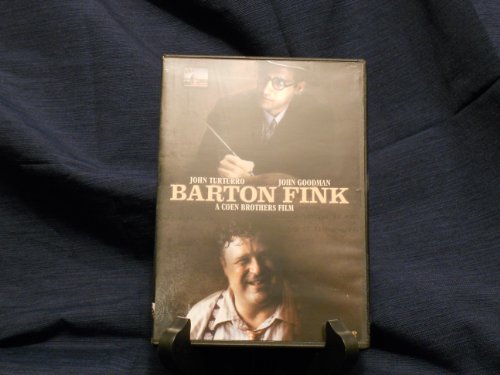 JOHN TURTURRO JOHN GOODMAN
BARTON FINK
A COEN BROTHERS FILM